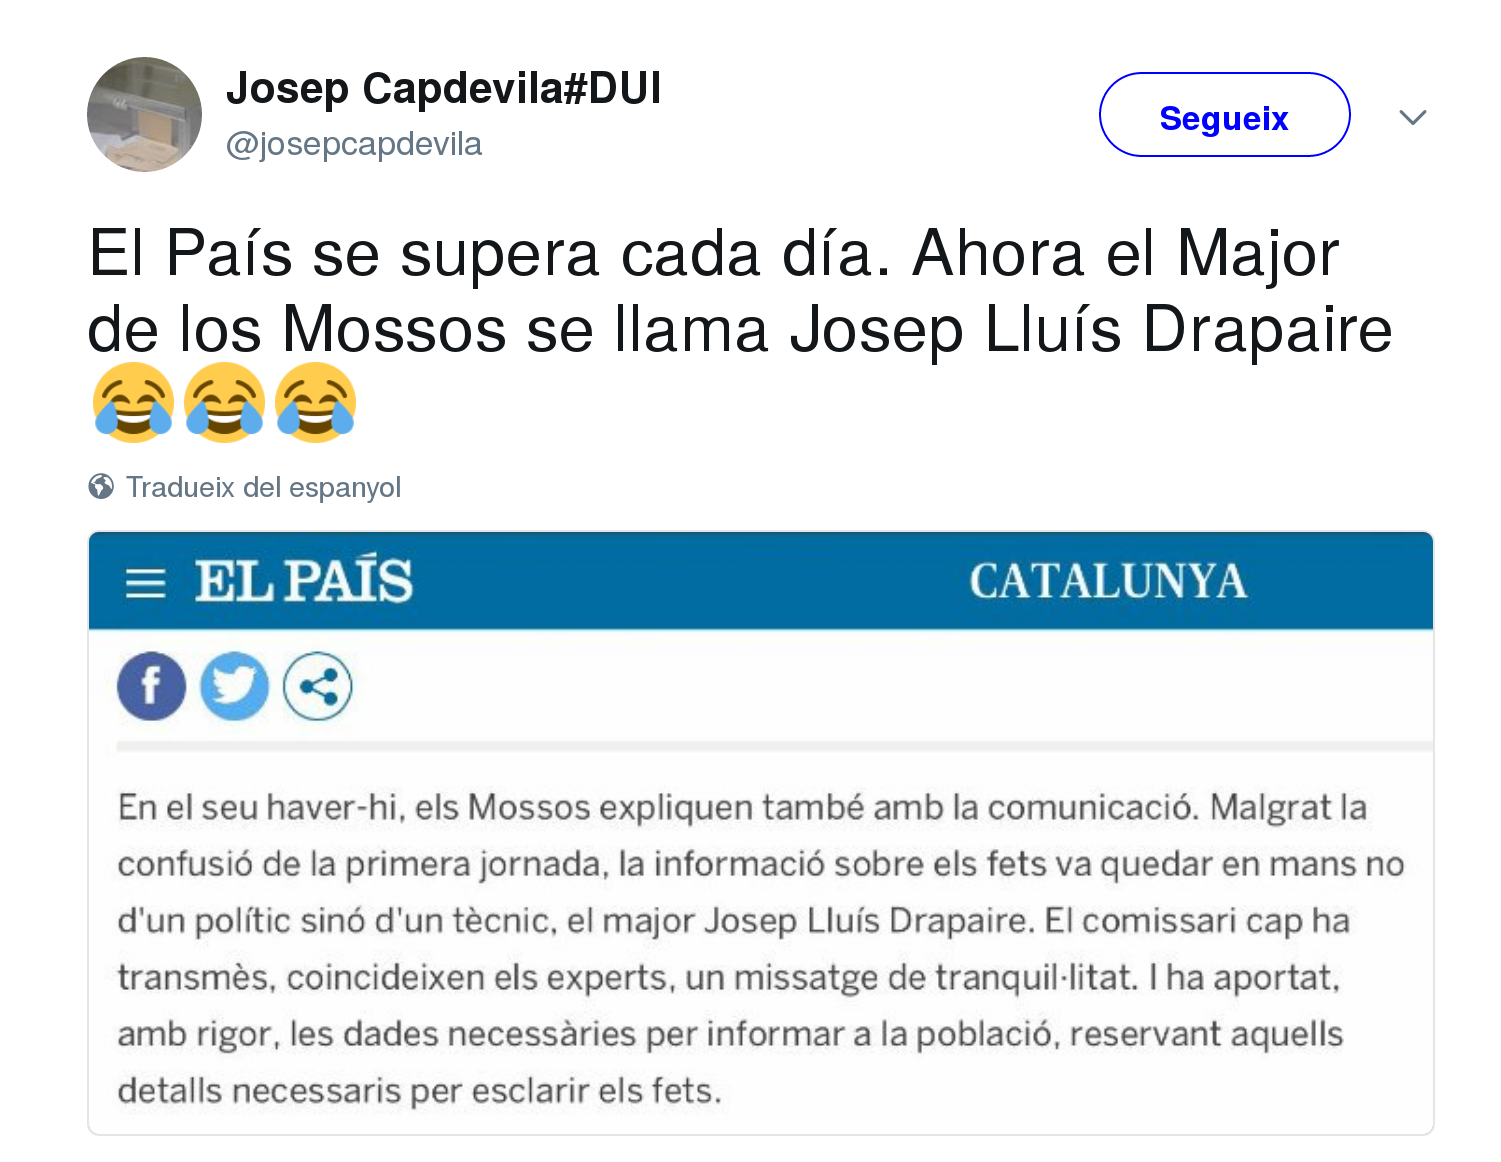 Josep Capdevila#DUI
@josepcapdevila
Segueix
El País se supera cada día. Ahora el Major
de los Mossos se llama Josep Lluís Drapaire
😂😂😂
Tradueix del espanyol
EL PAÍS
CATALUNYA
En el seu haver-hi, els Mossos expliquen també amb la comunicació. Malgrat la
confusió de la primera jornada, la informació sobre els fets va quedar en mans no
d'un polític sinó d'un tècnic, el major Josep Lluís Drapaire. El comissari cap ha
transmès, coincideixen els experts, un missatge de tranquil·litat. I ha aportat,
amb rigor, les dades necessàries per informar a la població, reservant aquells
detalls necessaris per esclarir els fets.